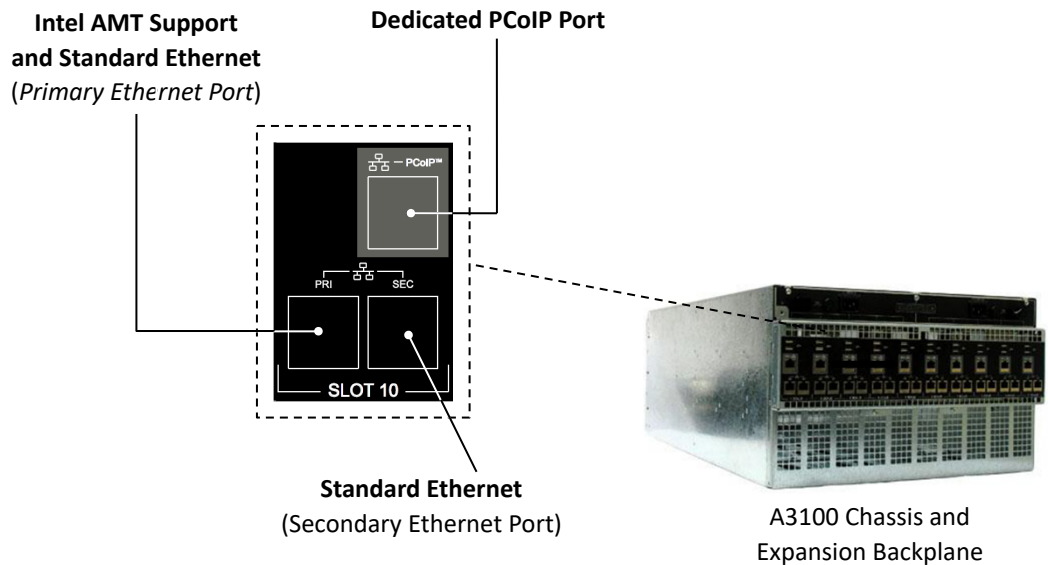 Intel AMT Support
and Standard Ethernet
(Primary Ethernet Port)
Dedicated PCoIP Port
PCoIP™
PRI
SEC
SLOT 10
Standard Ethernet
(Secondary Ethernet Port)
A3100 Chassis and
Expansion Backplane